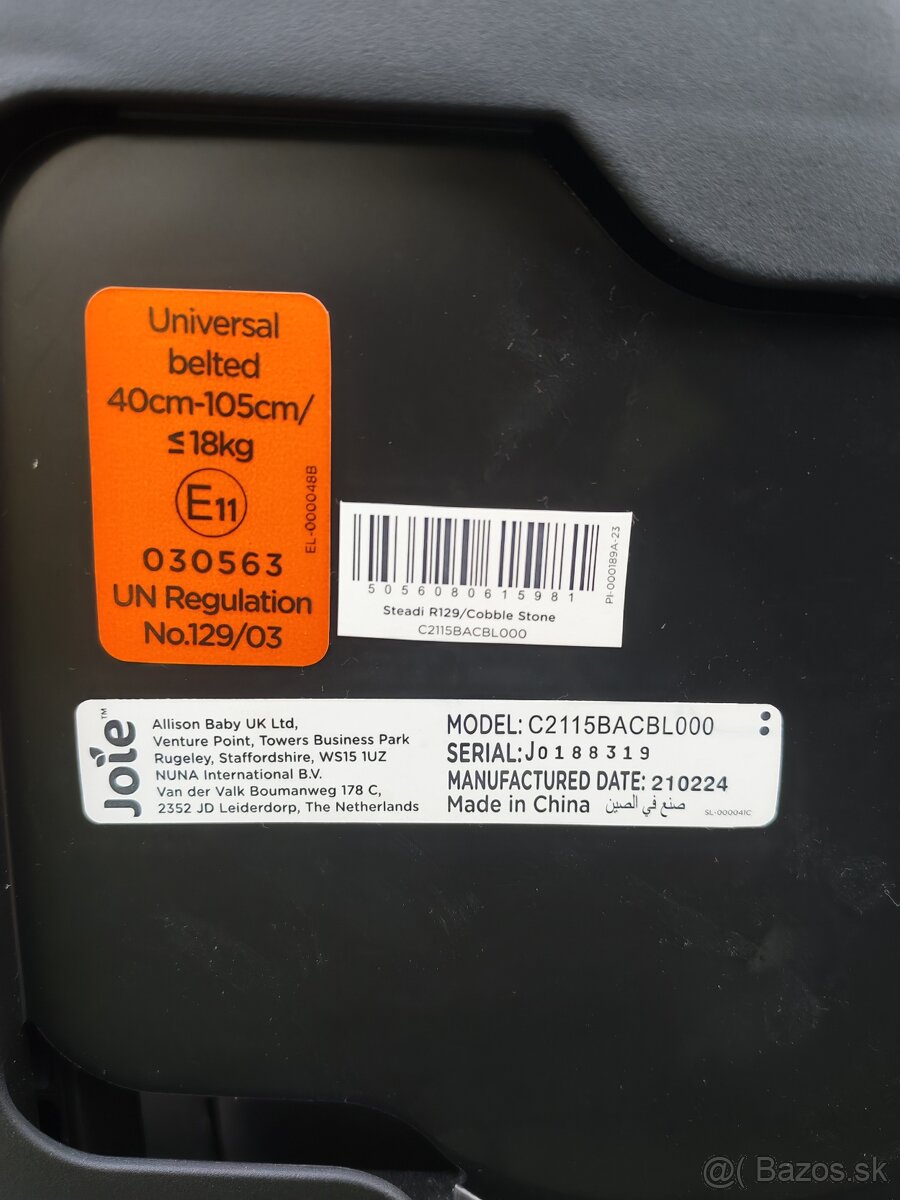 Universal
belted
40cm-105cm/
≤18kg
E11
030563
UN Regulation
No.129/03
EL-000048B
5056080615981
Steadi R129/Cobble Stone
C2115BACBL000
PI-000189A-23
Joie™
Allison Baby UK Ltd,
Venture Point, Towers Business Park
Rugeley, Staffordshire, WS15 1UZ
NUNA International B.V.
Van der Valk Boumanweg 178 C,
2352 JD Leiderdorp, The Netherlands
MODEL: C2115BACBL000
SERIAL:J0188319
MANUFACTURED DATE: 210224
Made in China صنع في الصين
SL-000041C
@( Bazos.sk